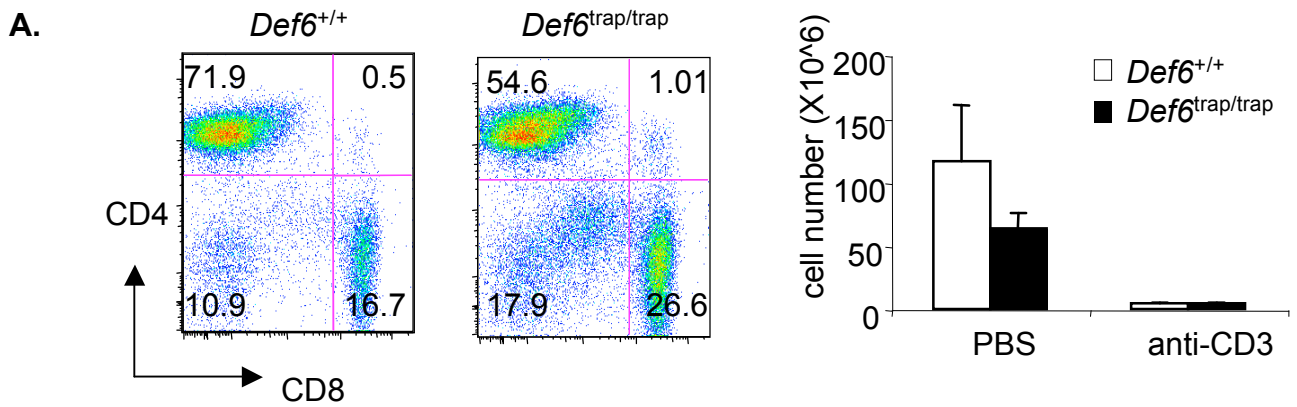 A.
Def6+/+
Def6trap/trap
71.9 0.5
10.9 16.7
54.6 1.01
17.9 26.6
CD4
CD8
cell number (X10^6)
200
150
100
50
0
PBS anti-CD3
Def6+/+
Def6trap/trap